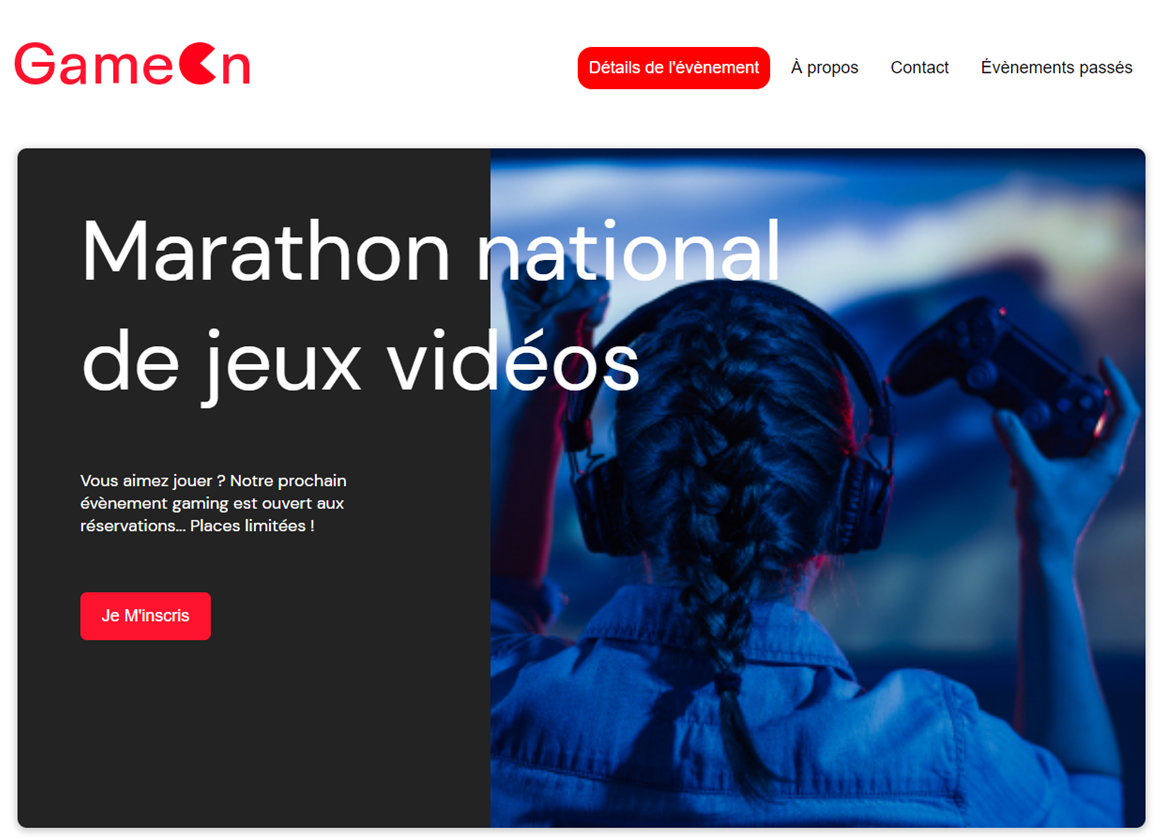 GameOn
Détails de l'évènement À propos Contact Évènements passés
Marathon national
de jeux vidéos
Vous aimez jouer ? Notre prochain
évènement gaming est ouvert aux
réservations... Places limitées !
Je M'inscris